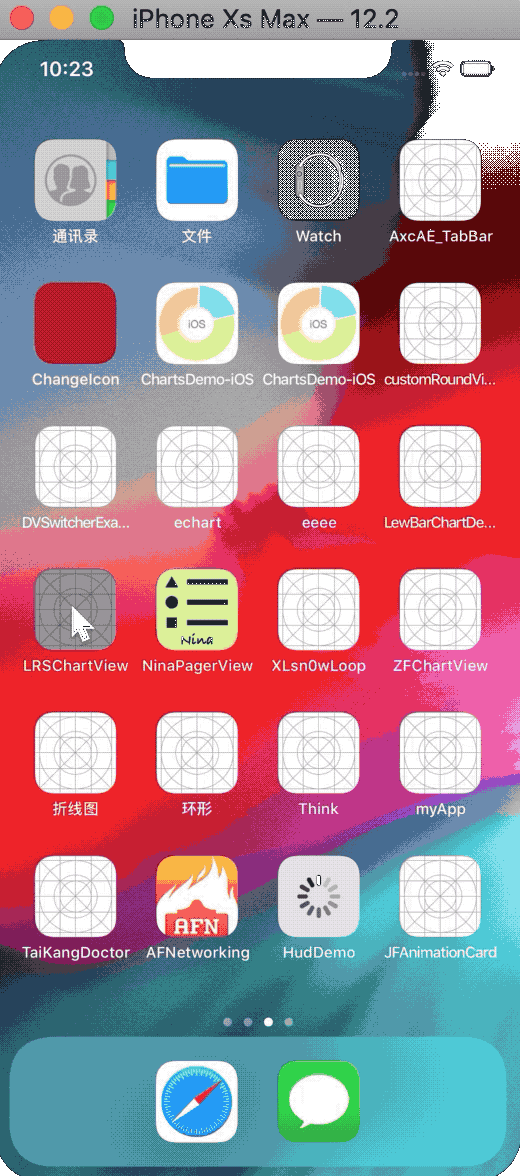 iPhone Xs Max — 12.2
10:23
通讯录 文件 Watch AxcAE_TabBar
iOS iOS
ChangeIcon ChartsDemo-iOS ChartsDemo-iOS customRoundVi...
DVSwitcherExa... echart eeee LewBarChartDe...
Nina
LRSChartView NinaPagerView XLsn0wLoop ZFChartView
折线图 环形 Think myApp
AFN
TaiKangDoctor AFNetworking HudDemo JFAnimationCard